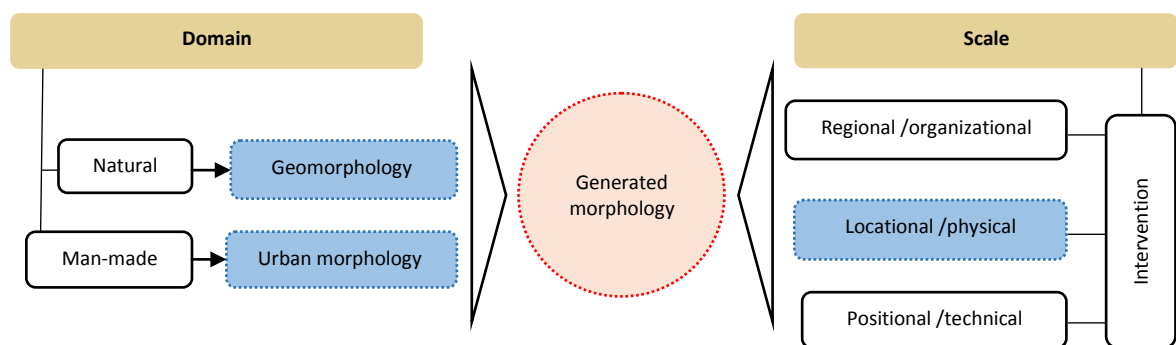 Domain
Natural
Geomorphology
Man-made
Urban morphology
Generated
morphology
Scale
Regional /organizational
Locational /physical
Positional /technical
Intervention